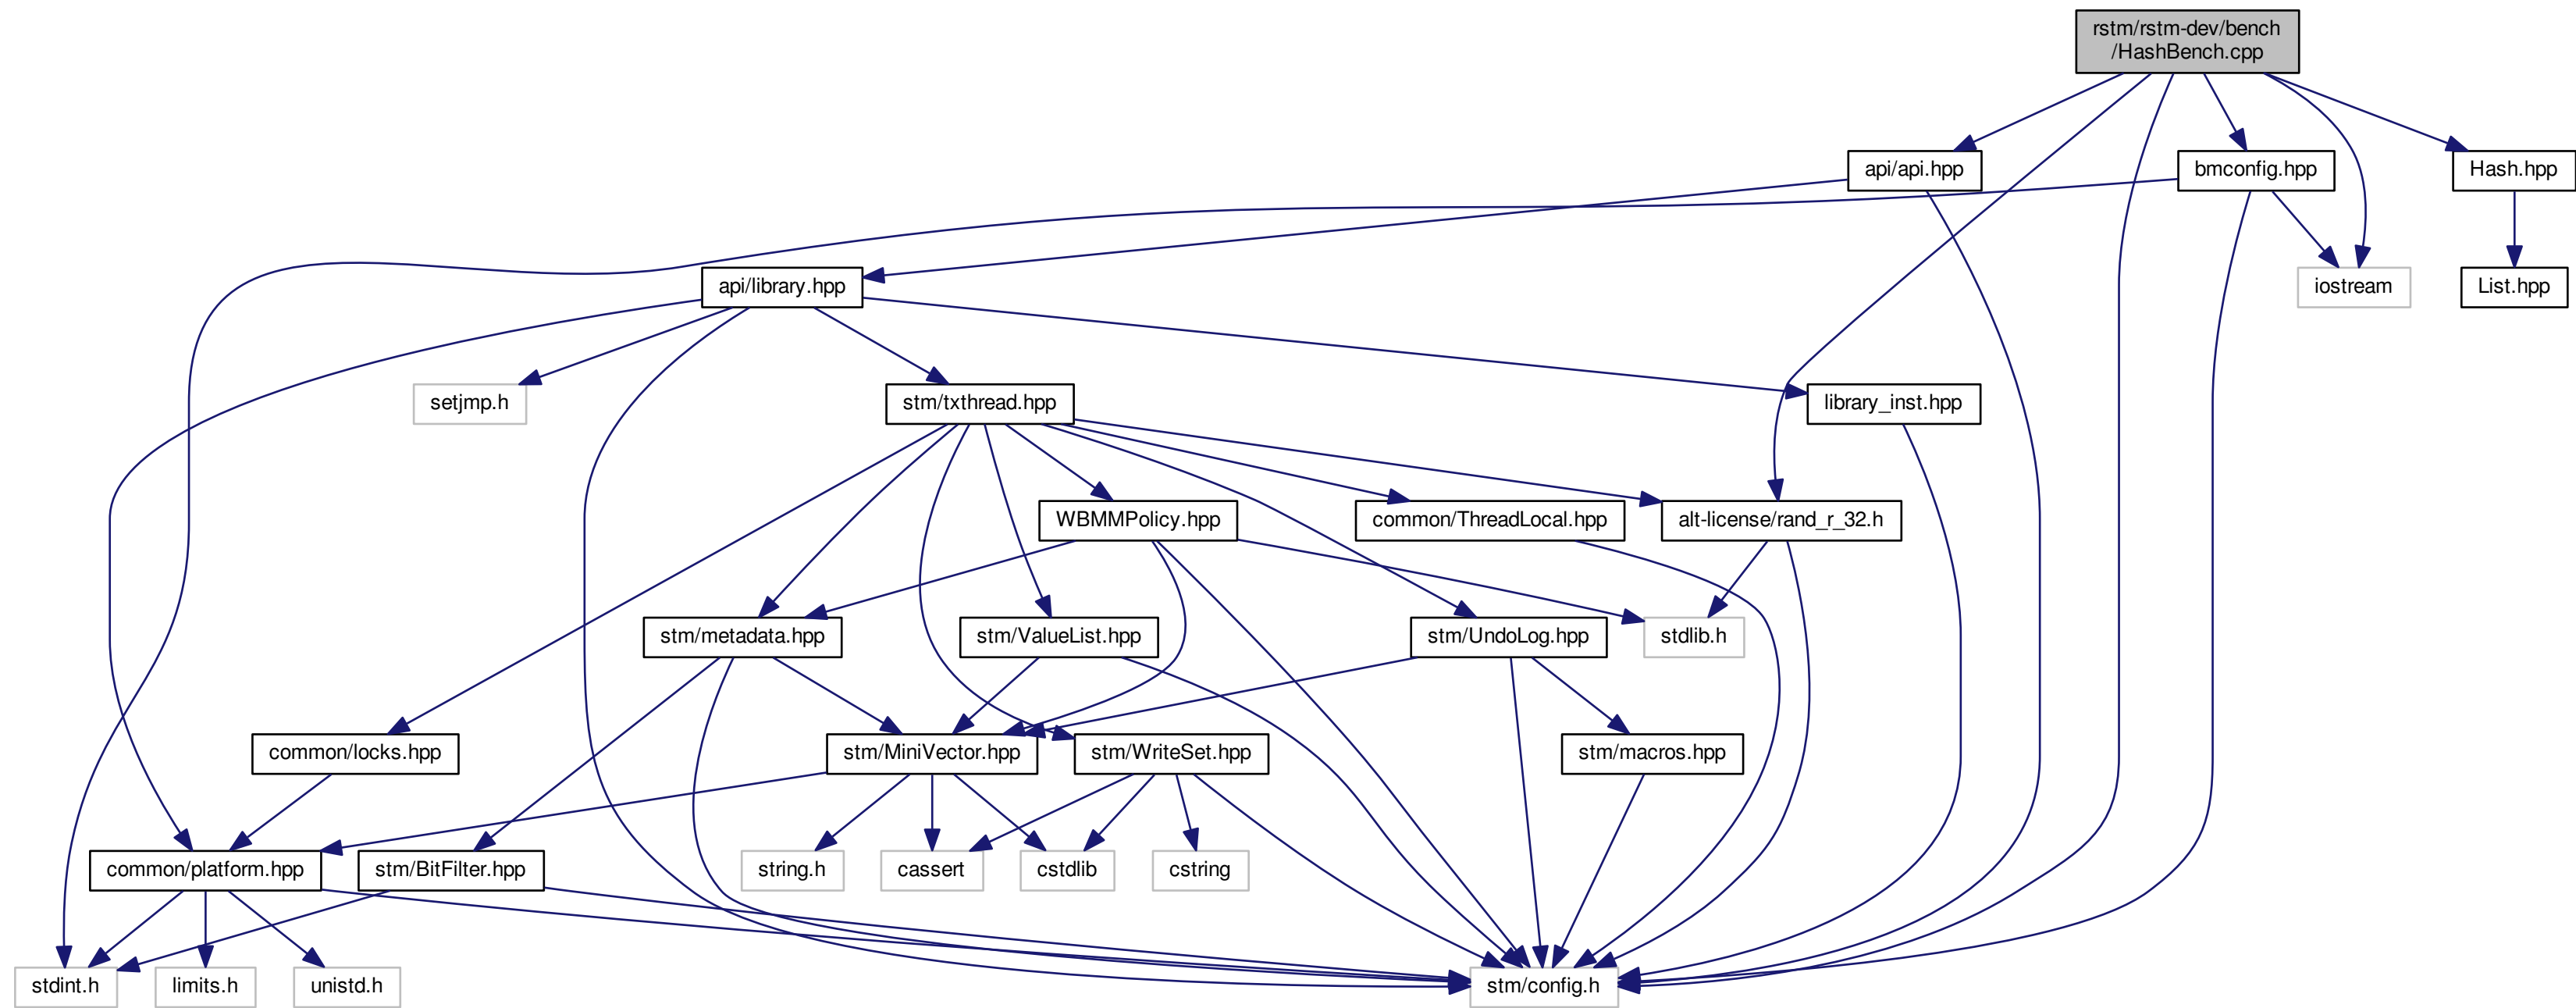 rstm/rstm-dev/bench
/HashBench.cpp
api/api.hpp
bmconfig.hpp
Hash.hpp
api/library.hpp
iostream
List.hpp
setjmp.h
stm/txthread.hpp
library_inst.hpp
WBMMPolicy.hpp
common/ThreadLocal.hpp
alt-license/rand_r_32.h
stm/metadata.hpp
stm/ValueList.hpp
stm/UndoLog.hpp
stdlib.h
common/locks.hpp
stm/MiniVector.hpp
stm/WriteSet.hpp
stm/macros.hpp
common/platform.hpp
stm/BitFilter.hpp
string.h
cassert
cstdlib
cstring
stdint.h
limits.h
unistd.h
stm/config.h